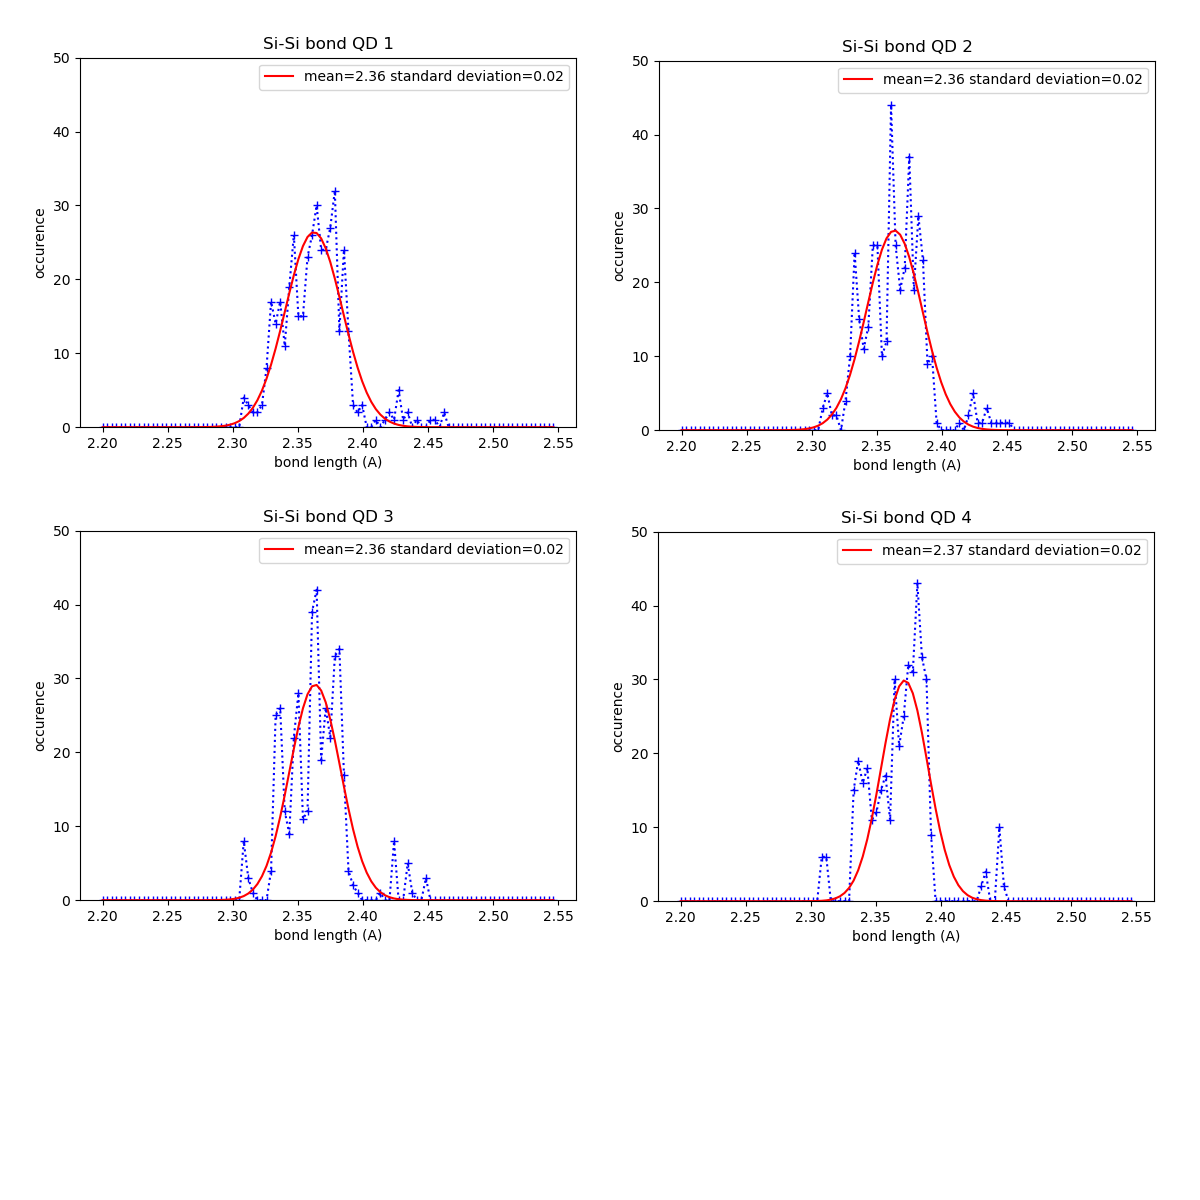 Si-Si bond QD 1
mean=2.36 standard deviation=0.02
50
40
30
20
10
0
occurence
2.20 2.25 2.30 2.35 2.40 2.45 2.50 2.55
bond length (A)
Si-Si bond QD 2
mean=2.36 standard deviation=0.02
50
40
30
20
10
0
occurence
2.20 2.25 2.30 2.35 2.40 2.45 2.50 2.55
bond length (A)
Si-Si bond QD 3
mean=2.36 standard deviation=0.02
50
40
30
20
10
0
occurence
2.20 2.25 2.30 2.35 2.40 2.45 2.50 2.55
bond length (A)
Si-Si bond QD 4
mean=2.37 standard deviation=0.02
50
40
30
20
10
0
occurence
2.20 2.25 2.30 2.35 2.40 2.45 2.50 2.55
bond length (A)